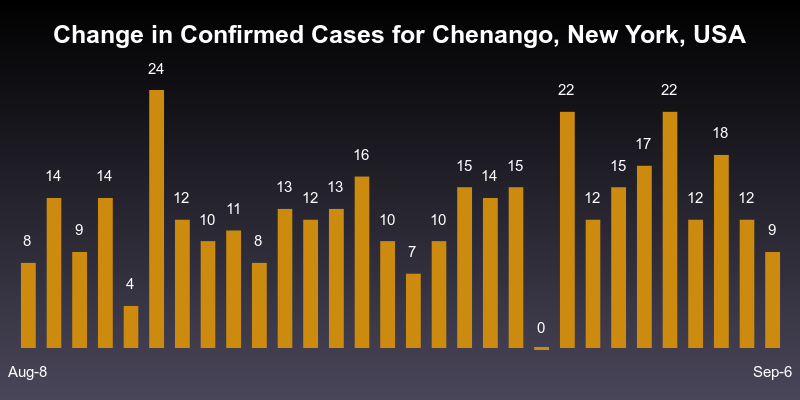 Change in Confirmed Cases for Chenango, New York, USA
8 14 9 14 4 24 12 10 11 8 13 12 13 16 10 7 10 15 14 15 0 22 12 15 17 22 12 18 12 9
Aug-8 Sep-6